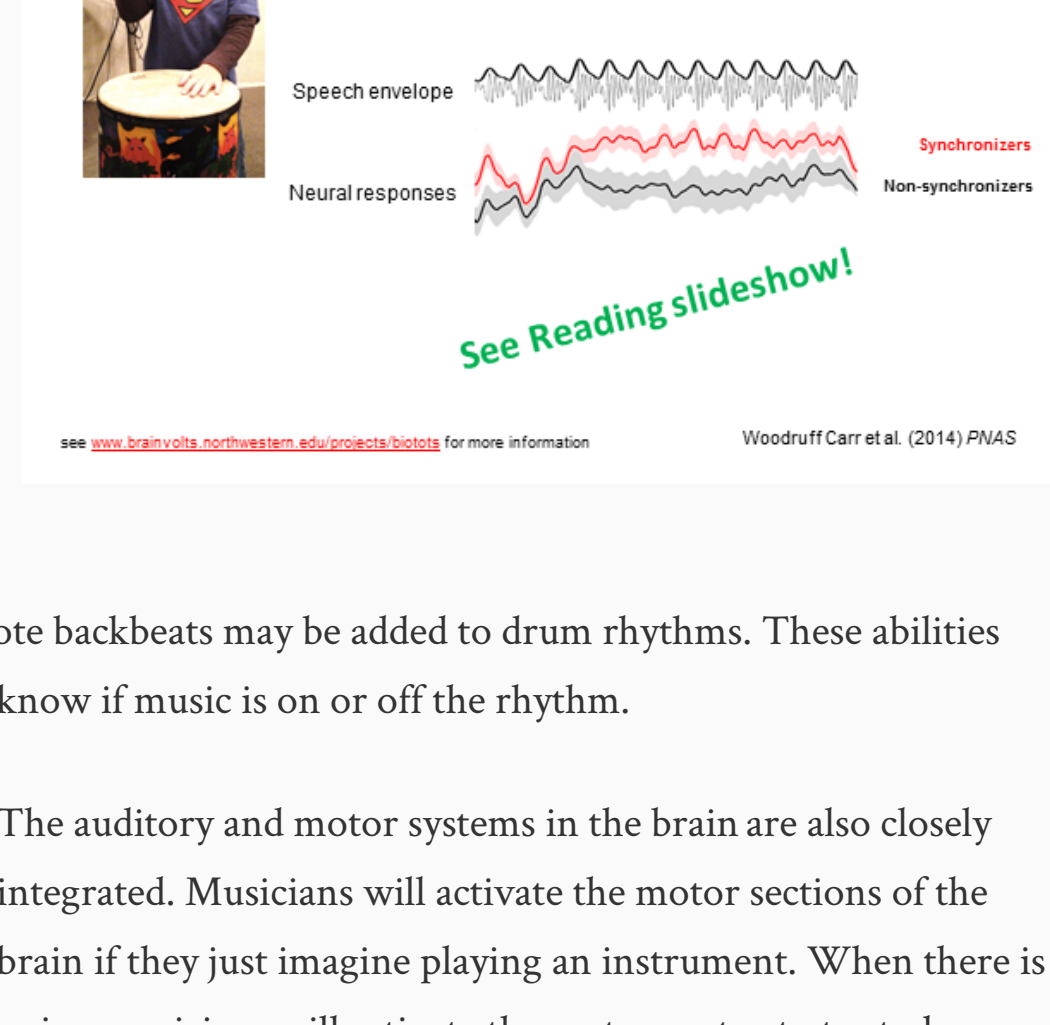 Speech envelope
Synchronizers
Neural responses
Non-synchronizers
See Reading slideshow!
see www.brainvolts.northwestern.edu/projects/biotots for more information
Woodruff Carr et al. (2014) PNAS
backbeats may be added to drum rhythms. These abilities
know if music is on or off the rhythm.
The auditory and motor systems in the brain are also closely
integrated. Musicians will activate the motor sections of the
brain if they just imagine playing an instrument. When there is